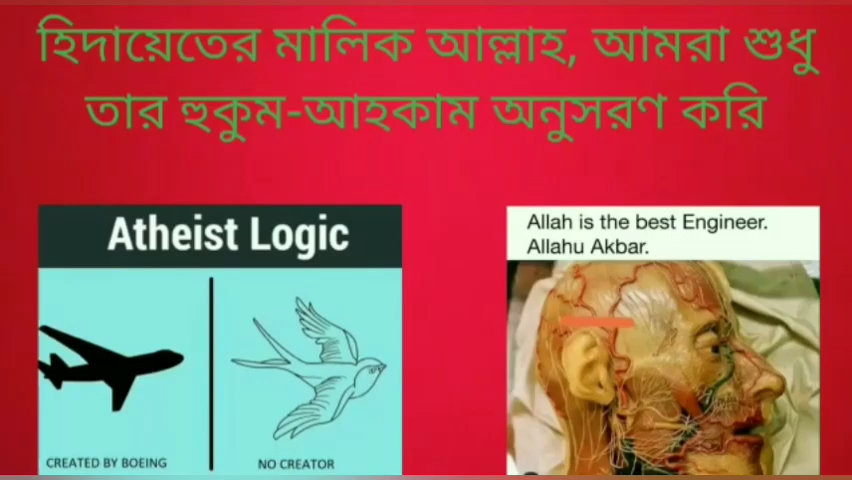 হিদায়েতের মালিক আল্লাহ, আমরা শুধু
তার হুকুম-আহকাম অনুসরণ করি
Atheist Logic
CREATED BY BOEING
NO CREATOR
Allah is the best Engineer.
Allahu Akbar.